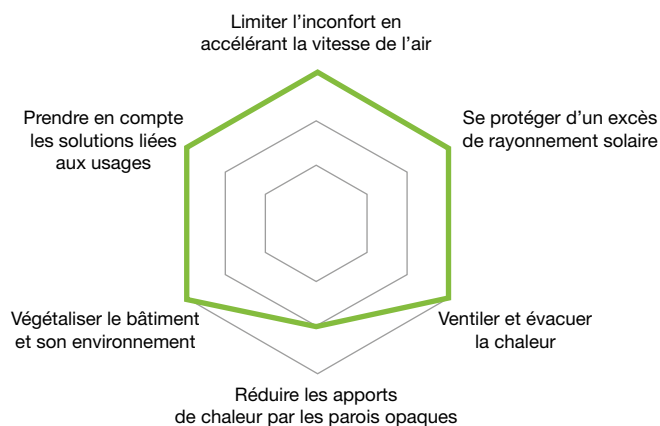 Limiter l’inconfort en
accélérant la vitesse de l’air
Prendre en compte
les solutions liées
aux usages
Se protéger d’un excès
de rayonnement solaire
Végétaliser le bâtiment
et son environnement
Ventiler et évacuer
la chaleur
Réduire les apports
de chaleur par les parois opaques